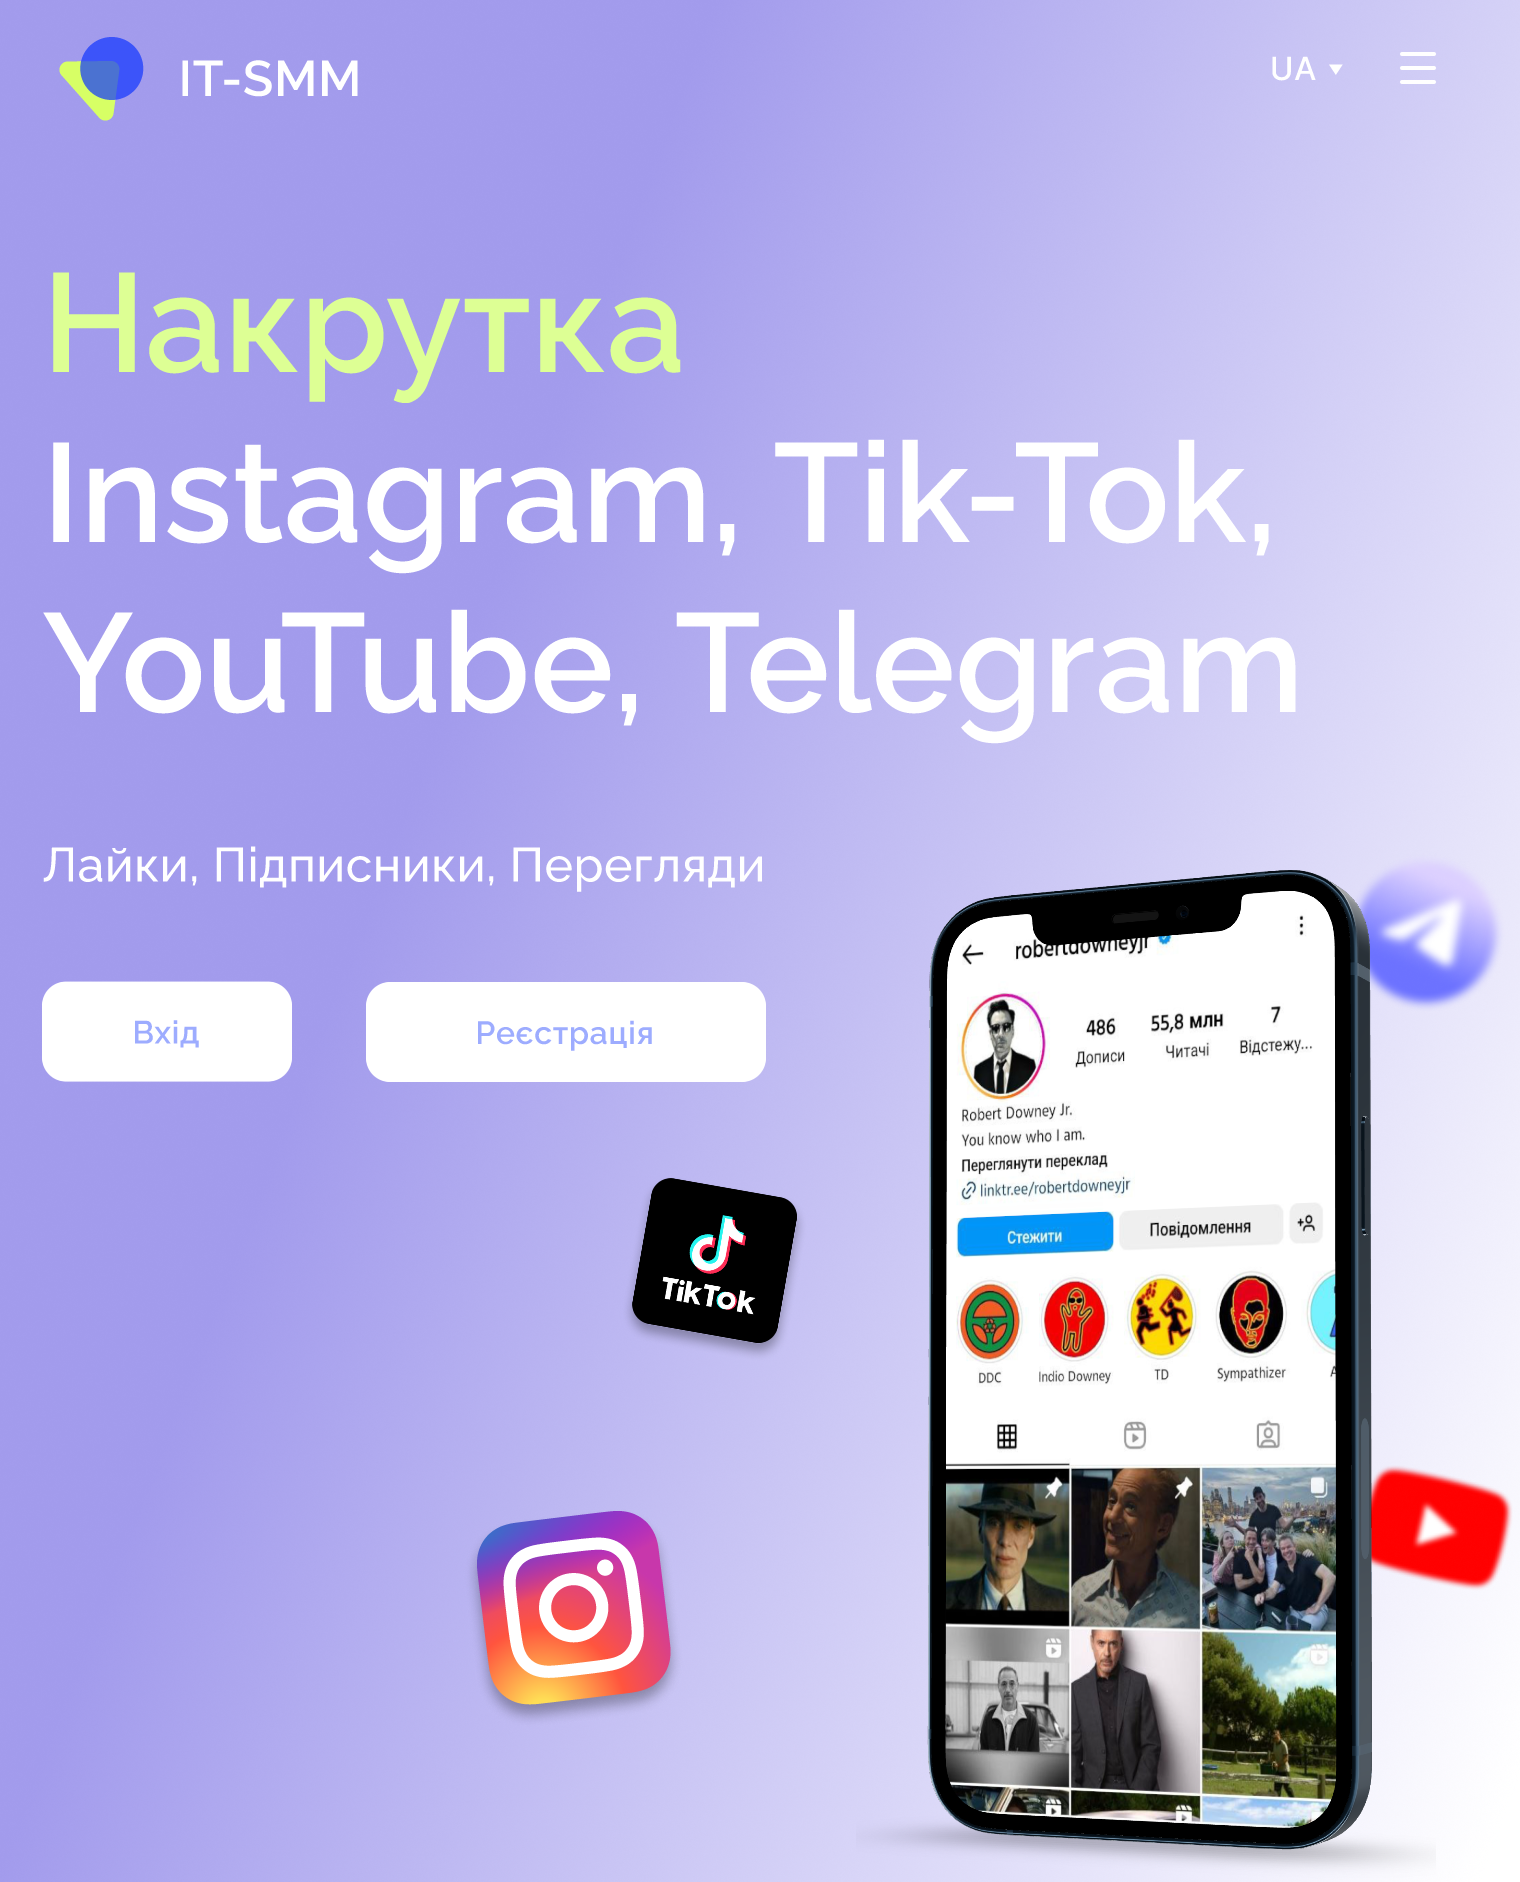 IT-SMM
UA
Накрутка
Instagram, Tik-Tok,
YouTube, Telegram
Лайки, Підписники, Перегляди
Вхід
Реєстрація
robertdowneyjr
486
55,8 млн
7
Дописи
Читачі
Відстежу...
Robert Downey Jr.
You know who I am.
Переглянути переклад
linktr.ee/robertdowneyjr
Стежити
Повідомлення
DDC
Indio Downey
TD
Sympathizer
TikTok